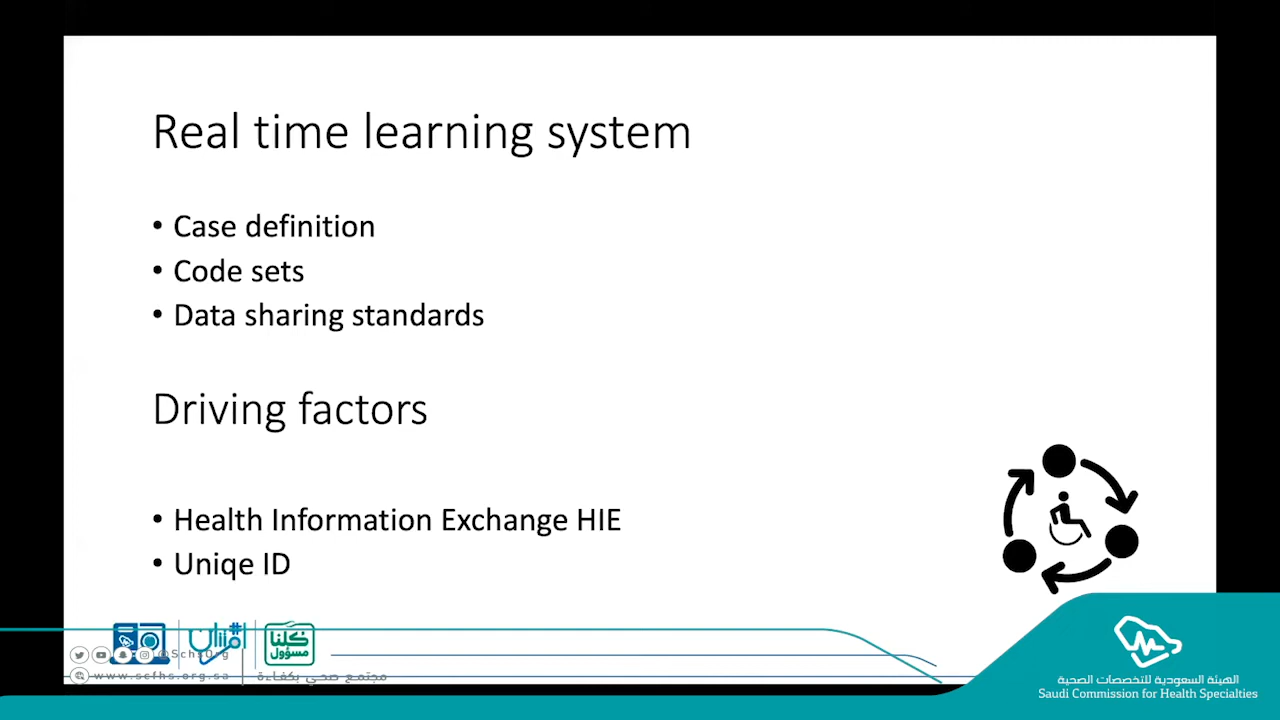 Real time learning system
• Case definition
• Code sets
• Data sharing standards
Driving factors
• Health Information Exchange HIE
• Uniqe ID
كلنا
مسؤول
@SchsOrg
www.scfhs.org.sa
مجتمع صحي بكفاءة
الهيئة السعودية للتخصصات الصحية
Saudi Commission for Health Specialties